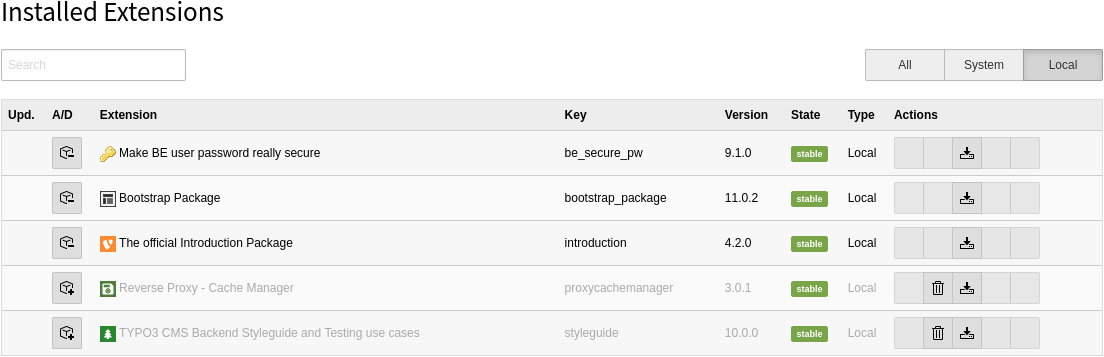 Installed Extensions
Search
All System Local
Upd. A/D Extension Key Version State Type Actions
Make BE user password really secure be_secure_pw 9.1.0 stable Local
Bootstrap Package bootstrap_package 11.0.2 stable Local
The official Introduction Package introduction 4.2.0 stable Local
Reverse Proxy - Cache Manager proxycachemanager 3.0.1 stable Local
TYPO3 CMS Backend Styleguide and Testing use cases styleguide 10.0.0 stable Local